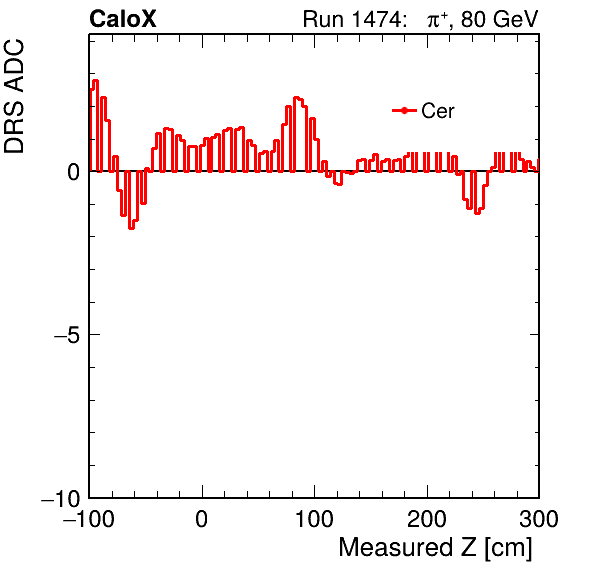 CaloX Run 1474: π⁺, 80 GeV
DRS ADC
Cer
0
−5
−10
−100 0 100 200 300
Measured Z [cm]